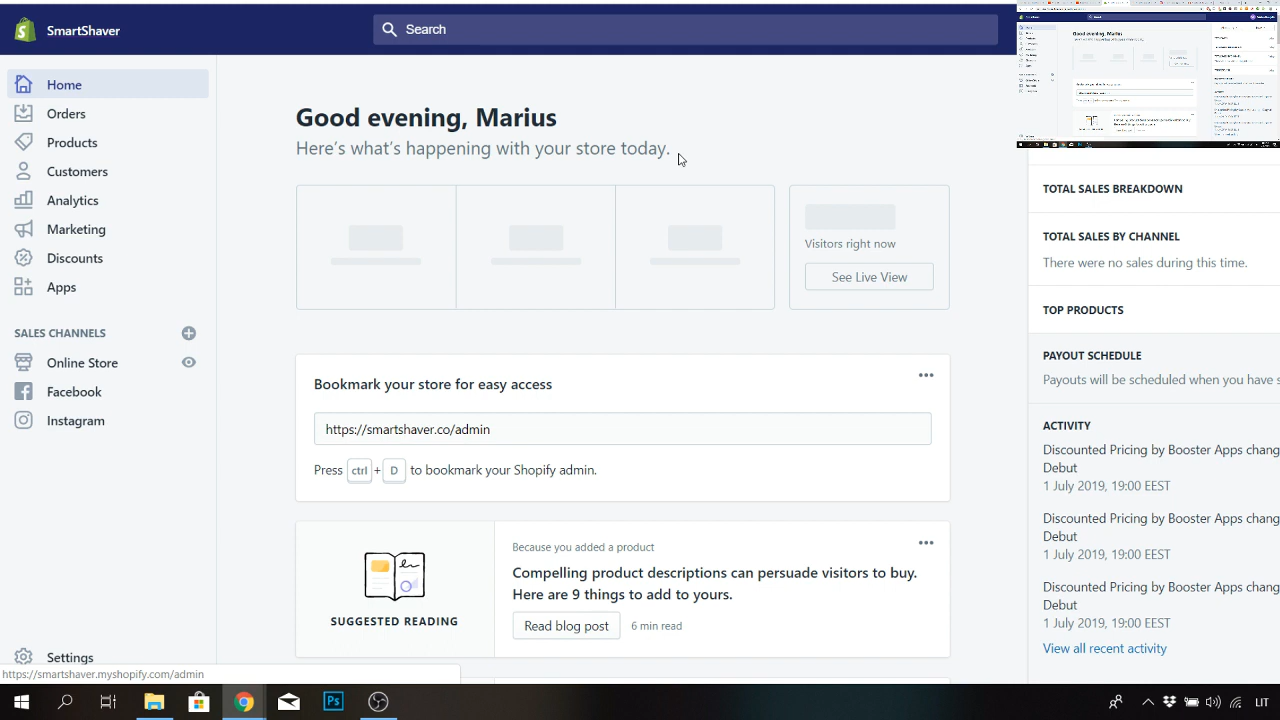 SmartShaver
Search
Home
Orders
Products
Customers
Analytics
Marketing
Discounts
Apps
SALES CHANNELS
Online Store
Facebook
Instagram
Settings
https://smartshaver.myshopify.com/admin
Good evening, Marius
Here's what's happening with your store today.
Visitors right now
See Live View
Bookmark your store for easy access
https://smartshaver.co/admin
Press ctrl + D to bookmark your Shopify admin.
SUGGESTED READING
Because you added a product
Compelling product descriptions can persuade visitors to buy.
Here are 9 things to add to yours.
Read blog post 6 min read
Good evening, Marius
TOTAL SALES BREAKDOWN
TOTAL SALES BY CHANNEL
There were no sales during this time.
TOP PRODUCTS
PAYOUT SCHEDULE
Payouts will be scheduled when you have s
ACTIVITY
Discounted Pricing by Booster Apps chang
Debut
1 July 2019, 19:00 EEST
Discounted Pricing by Booster Apps chang
Debut
1 July 2019, 19:00 EEST
Discounted Pricing by Booster Apps chang
Debut
1 July 2019, 19:00 EEST
View all recent activity
Ps
LIT